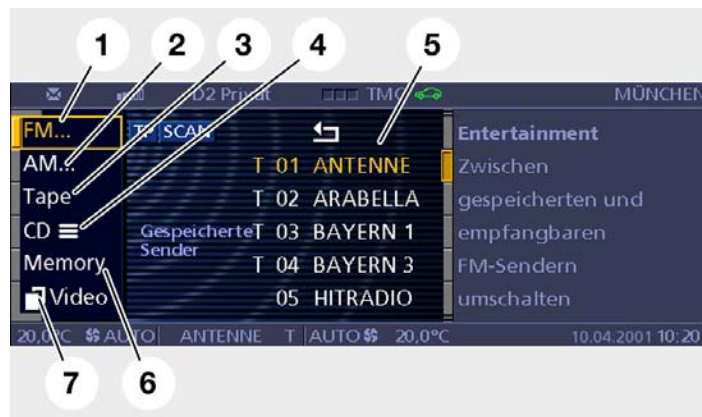 1 2 3 4 5
D2 Privat TMC MÜNCHEN
FM... TP SCAN Entertainment
AM... T 01 ANTENNE Zwischen
Tape T 02 ARABELLA gespeicherten und
CD Gespeicherte Sender T 03 BAYERN 1 empfangbaren
Memory T 04 BAYERN 3 FM-Sendern
Video 05 HITRADIO umschalten
20,0°C AUTO ANTENNE T AUTO 20,0°C 10.04.2001 10:20
7 6